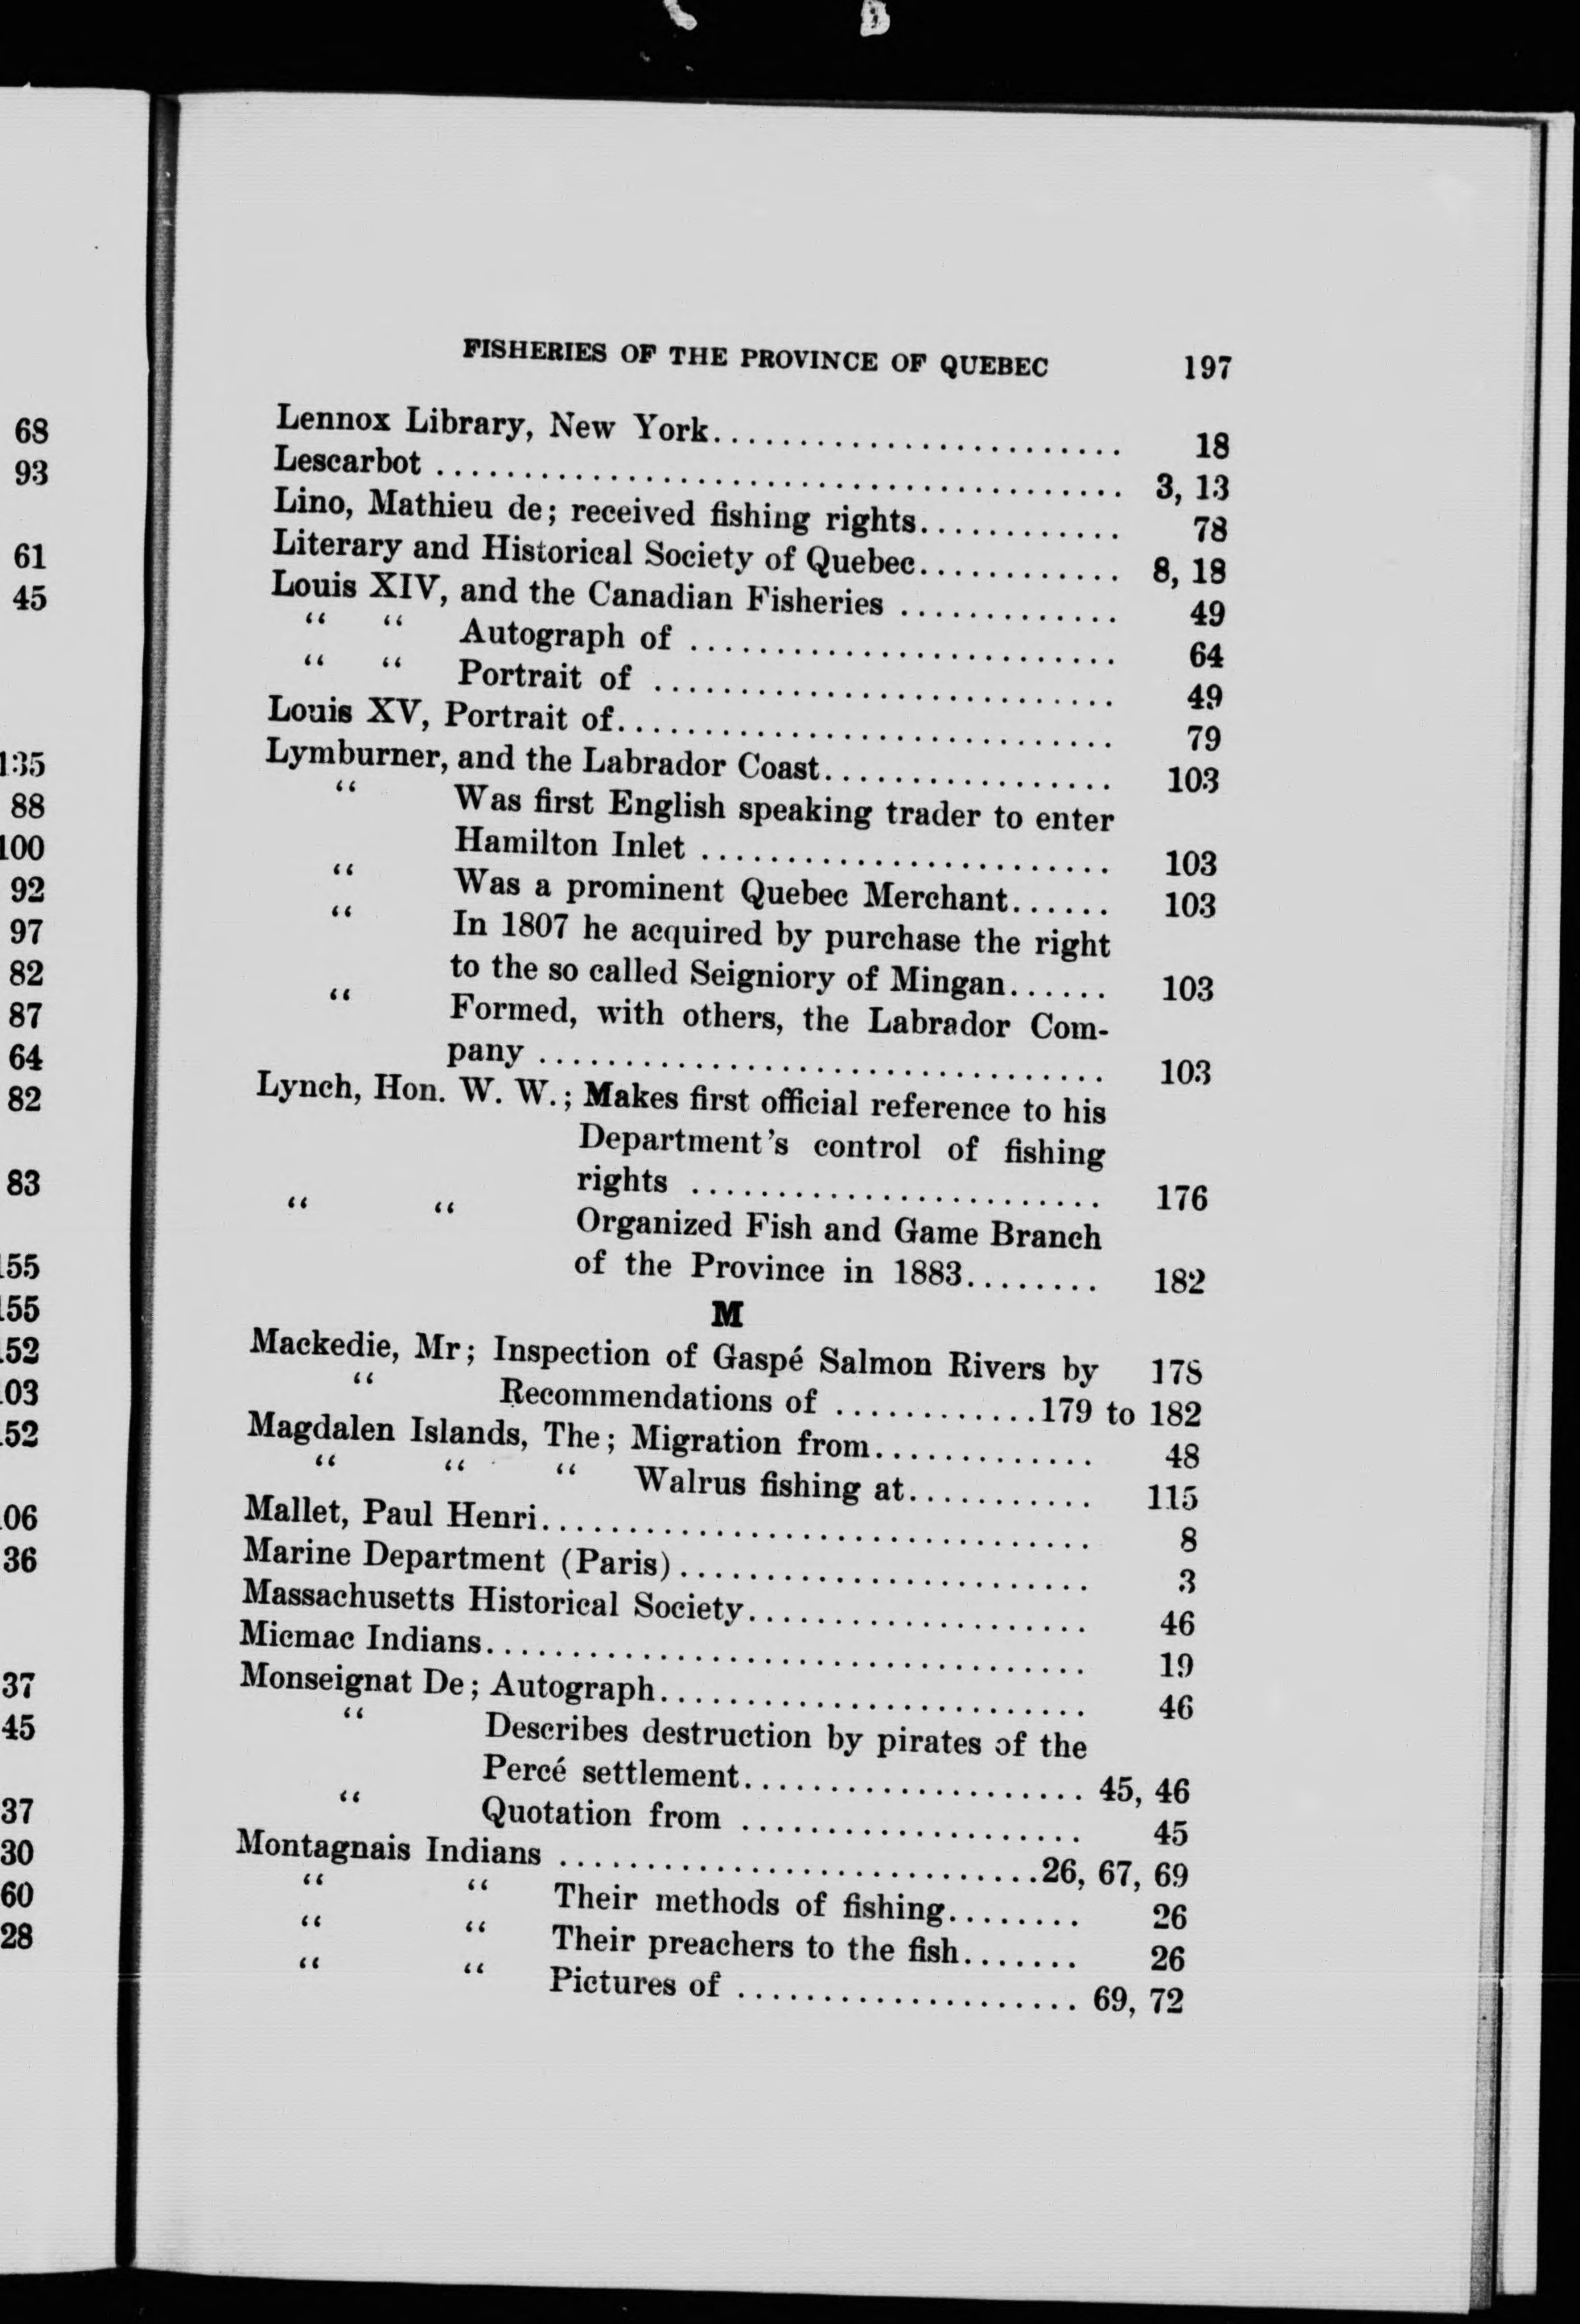 68
93
61
45
135
88
100
92
97
82
87
64
82
83
155
155
152
103
152
106
36
37
45
37
30
60
28
FISHERIES OF THE PROVINCE OF QUEBEC 197
Lennox Library, New York........................ 18
Lescarbot ........................................ 3, 13
Lino, Mathieu de; received fishing rights............ 78
Literary and Historical Society of Quebec............ 8, 18
Louis XIV, and the Canadian Fisheries ............. 49
“ “ Autograph of ......................... 64
“ “ Portrait of ........................... 49
Louis XV, Portrait of............................. 79
Lymburner, and the Labrador Coast................. 103
“ Was first English speaking trader to enter
Hamilton Inlet ........................ 103
“ Was a prominent Quebec Merchant...... 103
“ In 1807 he acquired by purchase the right
to the so called Seigniory of Mingan...... 103
“ Formed, with others, the Labrador Com-
pany ................................. 103
Lynch, Hon. W. W.; Makes first official reference to his
Department's control of fishing
rights ........................ 176
“ “ Organized Fish and Game Branch
of the Province in 1883........ 182
M
Mackedie, Mr; Inspection of Gaspé Salmon Rivers by 178
“ Recommendations of ............179 to 182
Magdalen Islands, The; Migration from............. 48
“ “ “ Walrus fishing at........... 115
Mallet, Paul Henri................................ 8
Marine Department (Paris)........................ 3
Massachusetts Historical Society.................... 46
Micmac Indians................................... 19
Monseignat De; Autograph......................... 46
“ Describes destruction by pirates of the
Percé settlement.................... 45, 46
“ Quotation from .................... 45
Montagnais Indians ............................26, 67, 69
“ “ Their methods of fishing........ 26
“ “ Their preachers to the fish....... 26
“ “ Pictures of .................... 69, 72